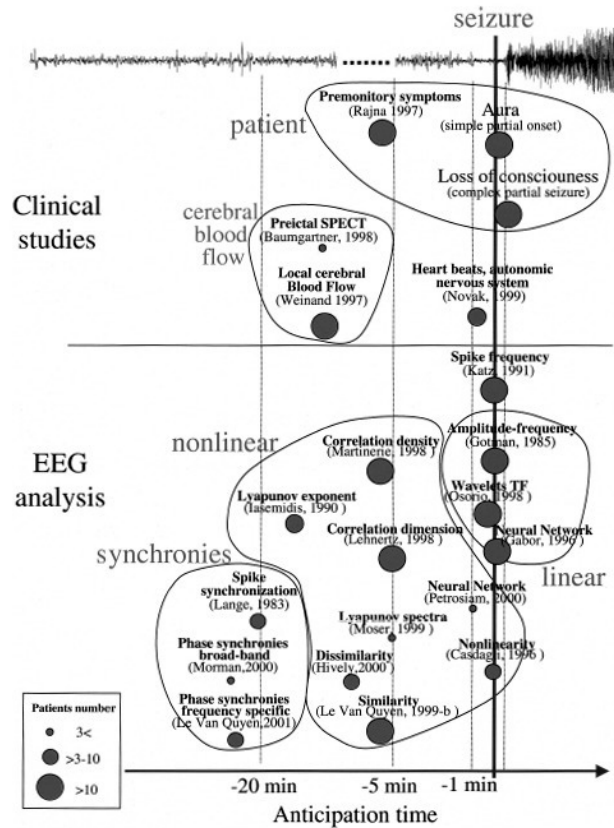 seizure
Premonitory symptoms
(Rajna 1997)
patient
Aura
(simple partial onset)
Loss of consciouness
(complex partial seizure)
Clinical
studies
cerebral
blood
flow
Preictal SPECT
(Baumgartner, 1998)
Local cerebral
Blood Flow
(Weinand 1997)
Heart beats, autonomic
nervous system
(Novak, 1999)
Spike frequency
(Katz, 1991)
EEG
analysis
nonlinear
Correlation density
(Martinerie, 1998 )
Amplitude-frequency
(Gotman, 1985)
Lyapunov exponent
(Iasemidis, 1990 )
Wavelets TF
(Osorio, 1998 )
Correlation dimension
(Lehnertz, 1998 )
Neural Network
(Gabor, 1996 )
linear
synchronies
Spike
synchronization
(Lange, 1983)
Neural Network
(Petrosiam, 2000)
Lyapunov spectra
(Moser, 1999 )
Phase synchronies
broad-band
(Morman,2000)
Dissimilarity
(Hively,2000 )
Nonlinearity
(Casdagli, 1996 )
Phase synchronies
frequency specific
(Le Van Quyen,2001)
Similarity
(Le Van Quyen, 1999-b )
Patients number
3<
>3-10
>10
-20 min
-5 min
-1 min
Anticipation time